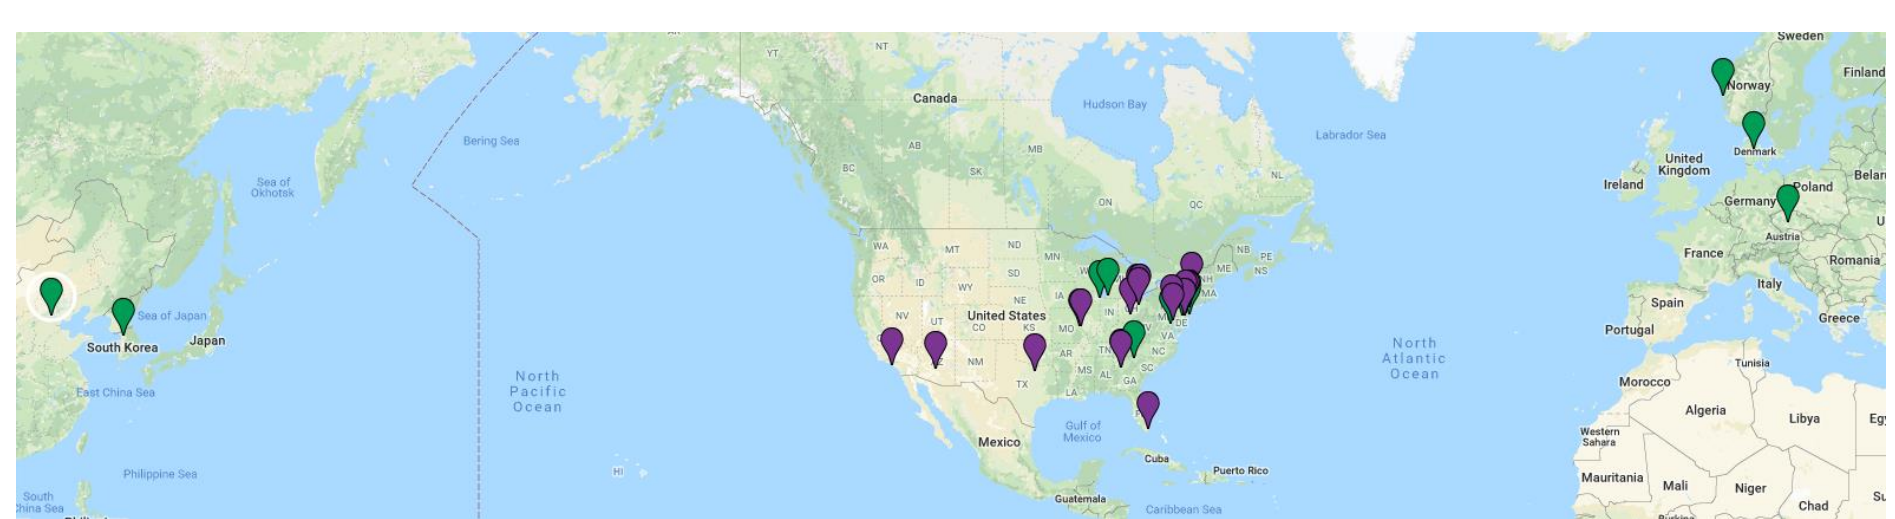 Sweden
NT
YT
Finland
Norway
Canada
Hudson Bay
Labrador Sea
Bering Sea
AB
MB
Denmark
United
Kingdom
BC
SK
NL
Ireland
Poland
Belaru
Sea of
Okhotsk
ON
QC
Germany
Austria
WA
MT
ND
NB
PE
France
MN
ME
NS
Romania
OR
ID
SD
NH
WY
IA
MA
Italy
NE
Spain
Sea of Japan
NV
UT
United States
IN
Greece
CO
KS
MO
DE
Portugal
South Korea
Japan
VA
North
Atlantic
Ocean
TN
NC
NM
AR
SC
Tunisia
North
Pacific
Ocean
TX
MS
AL
GA
Morocco
East China Sea
LA
Algeria
Libya
Gulf of
Mexico
Western
Sahara
Mexico
Cuba
Puerto Rico
Philippine Sea
HI
Mauritania
Mali
Niger
South
China Sea
Guatemala
Caribbean Sea
Chad